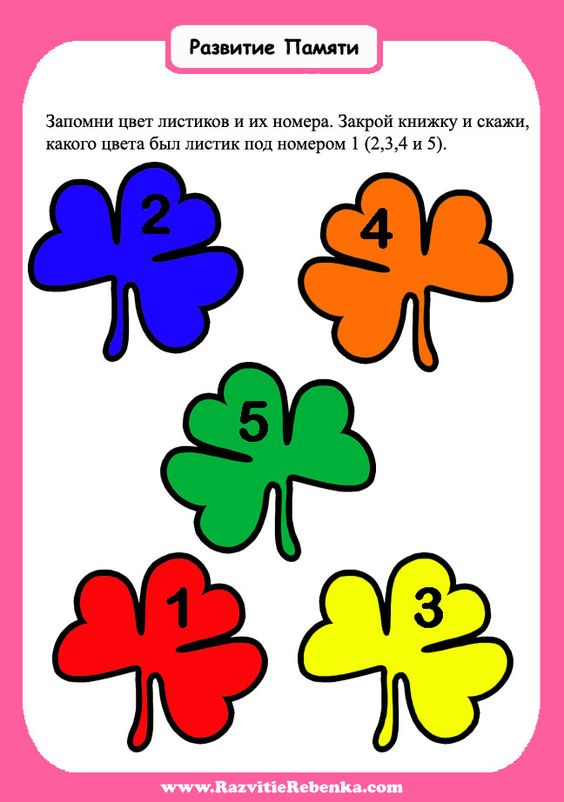 Развитие Памяти
Запомни цвет листиков и их номера. Закрой книжку и скажи,
какого цвета был листик под номером 1 (2,3,4 и 5).
2
4
5
1
3
www.RazvitieRebenka.com